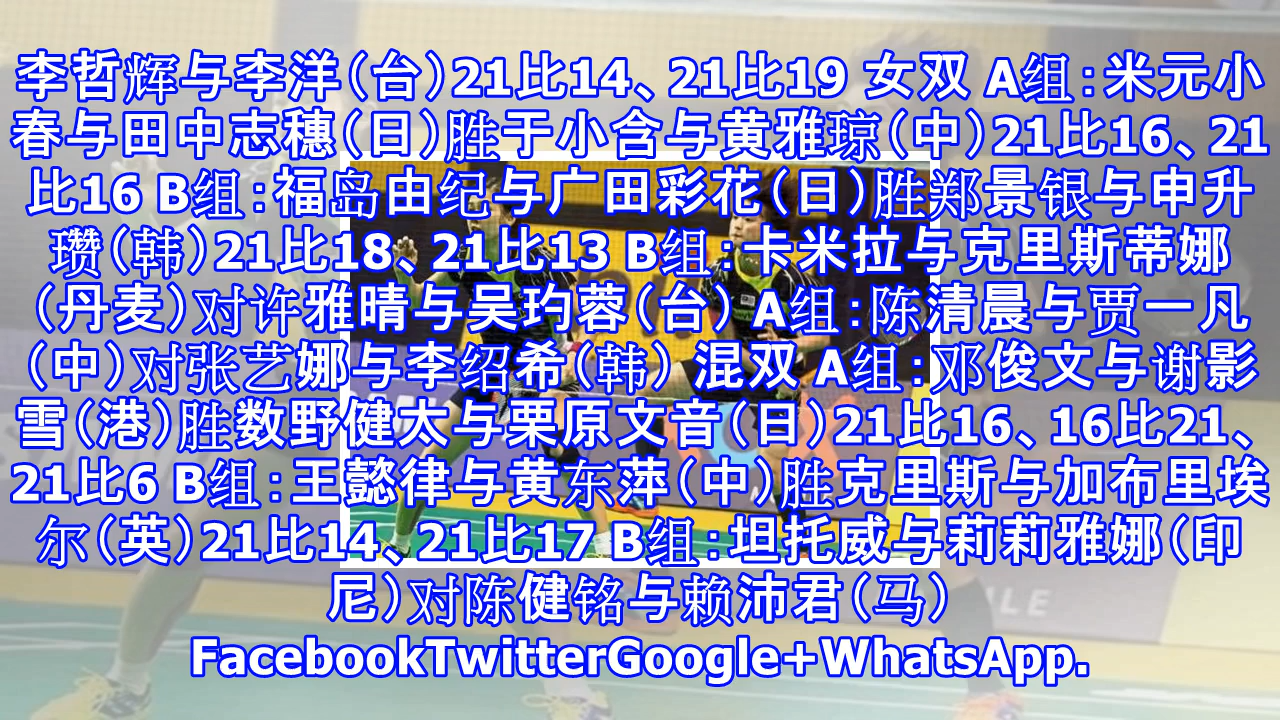 李哲辉与李洋（台）21比14、21比19 女双 A组：米元小
春与田中志穗（日）胜于小含与黄雅琼（中）21比16、21
比16 B组：福岛由纪与广田彩花（日）胜郑景银与申升
瓒（韩）21比18、21比13 B组：卡米拉与克里斯蒂娜
（丹麦）对许雅晴与吴玓蓉（台） A组：陈清晨与贾一凡
（中）对张艺娜与李绍希（韩） 混双 A组：邓俊文与谢影
雪（港）胜数野健太与栗原文音（日）21比16、16比21、
21比6 B组：王懿律与黄东萍（中）胜克里斯与加布里埃
尔（英）21比14、21比17 B组：坦托威与莉莉雅娜（印
尼）对陈健铭与赖沛君（马）
FacebookTwitterGoogle+WhatsApp.